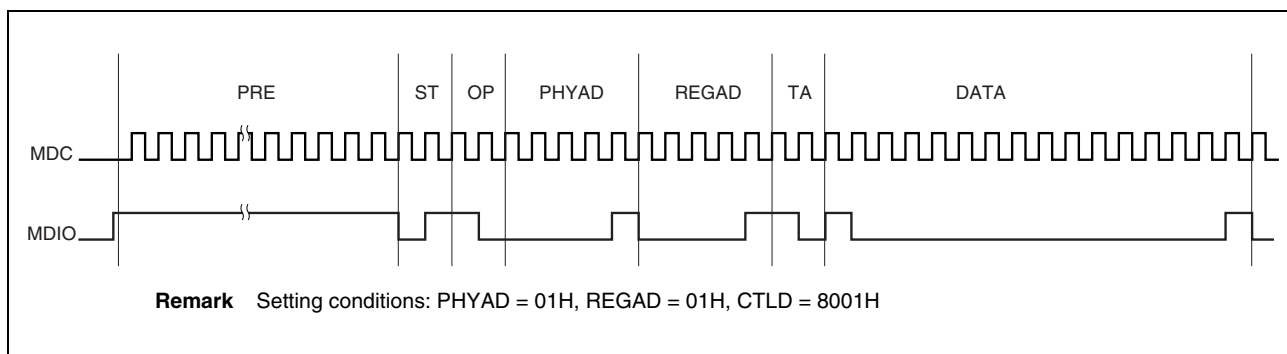 PRE ST OP PHYAD REGAD TA DATA
MDC
MDIO
Remark Setting conditions: PHYAD = 01H, REGAD = 01H, CTLD = 8001H